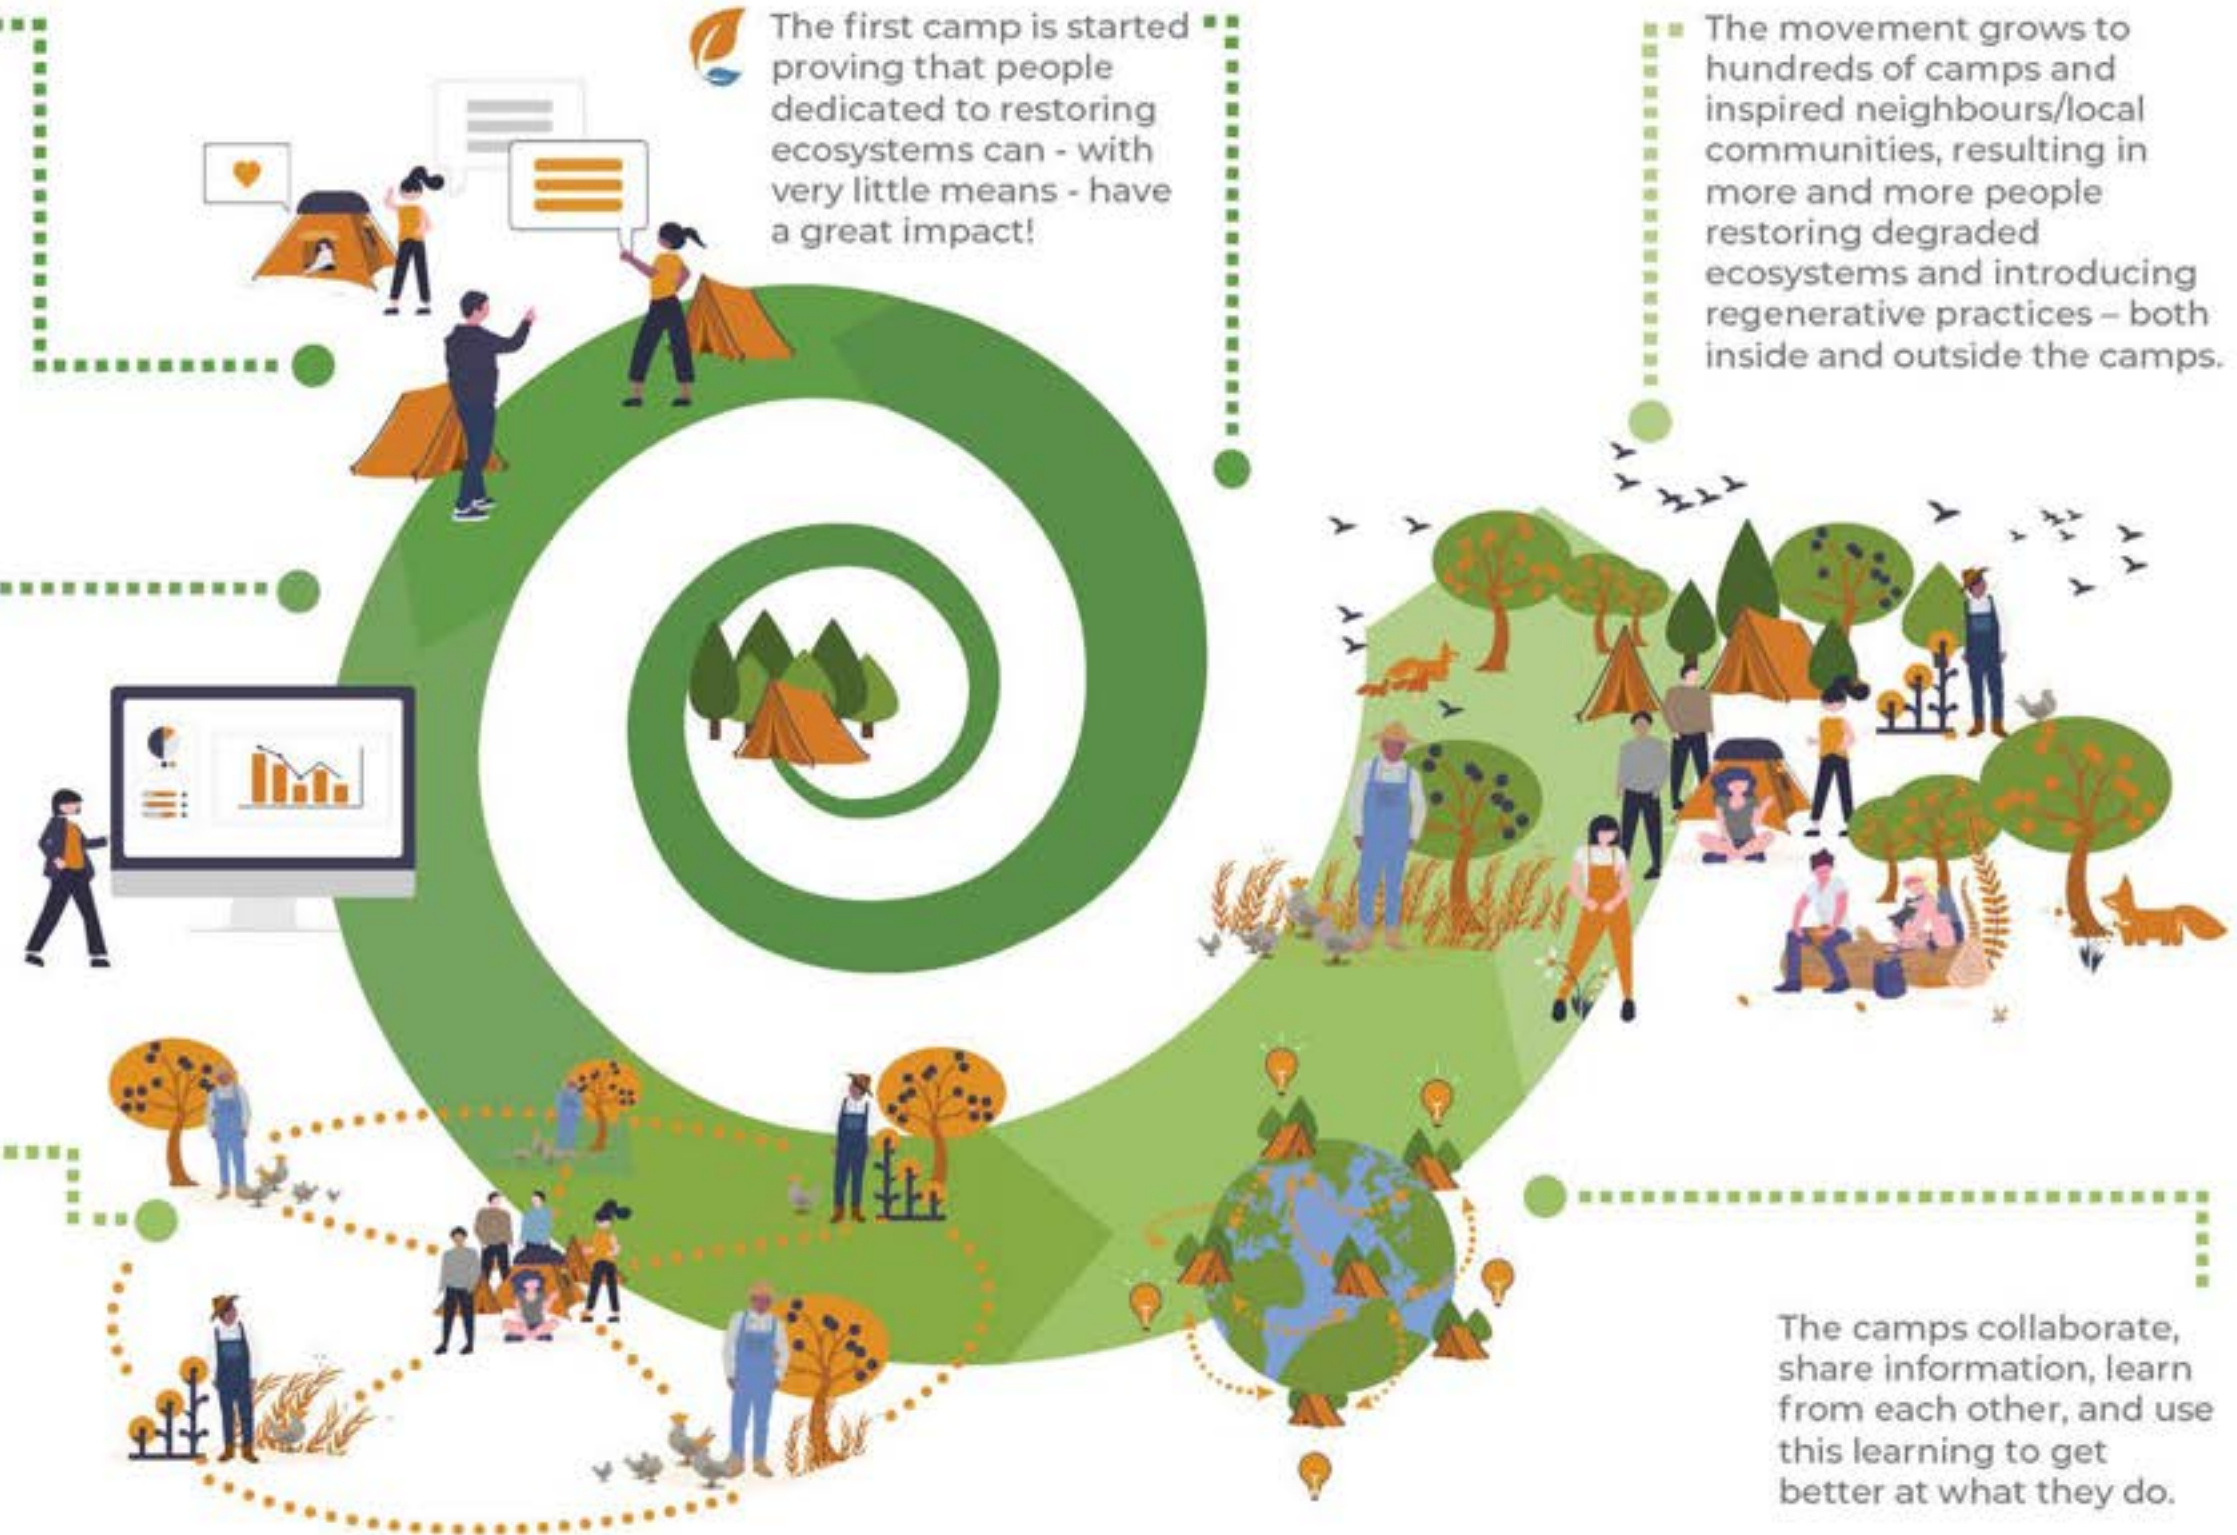 The first camp is started
proving that people
dedicated to restoring
ecosystems can - with
very little means - have
a great impact!
The movement grows to
hundreds of camps and
inspired neighbours/local
communities, resulting in
more and more people
restoring degraded
ecosystems and introducing
regenerative practices – both
inside and outside the camps.
The camps collaborate,
share information, learn
from each other, and use
this learning to get
better at what they do.